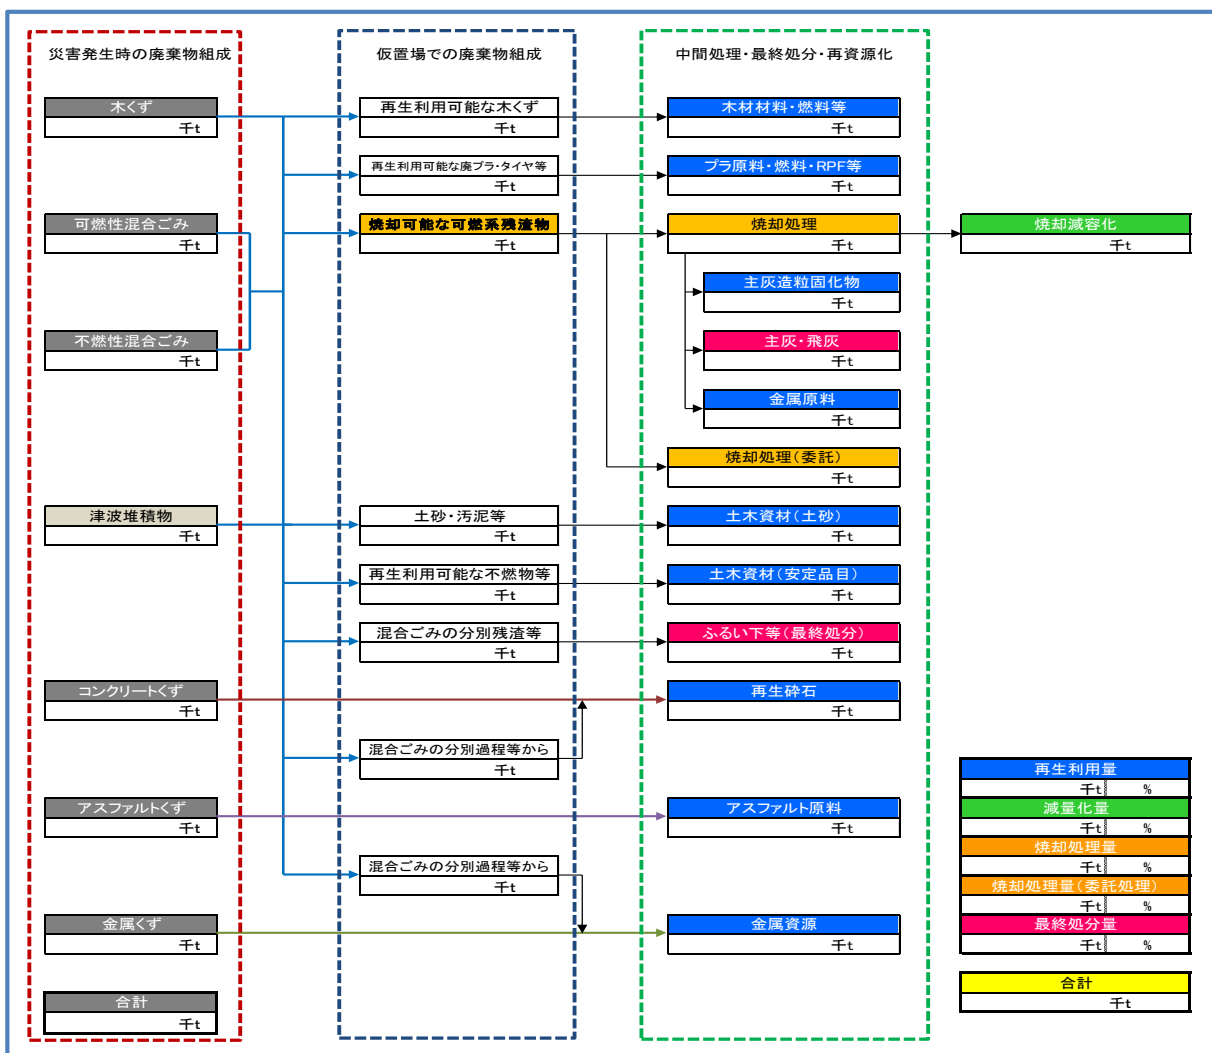 災害発生時の廃棄物組成
木くず
千t
可燃性混合ごみ
千t
不燃性混合ごみ
千t
津波堆積物
千t
コンクリートくず
千t
アスファルトくず
千t
金属くず
千t
合計
千t
仮置場での廃棄物組成
再生利用可能な木くず
千t
再生利用可能な廃プラ・タイヤ等
千t
焼却可能な可燃系残渣物
千t
土砂・汚泥等
千t
再生利用可能な不燃物等
千t
混合ごみの分別残渣等
千t
混合ごみの分別過程等から
千t
混合ごみの分別過程等から
千t
中間処理・最終処分・再資源化
木材材料・燃料等
千t
プラ原料・燃料・RPF等
千t
焼却処理
千t
主灰造粒固化物
千t
主灰・飛灰
千t
金属原料
千t
焼却処理(委託)
千t
土木資材(土砂)
千t
土木資材(安定品目)
千t
ふるい下等(最終処分)
千t
再生砕石
千t
アスファルト原料
千t
金属資源
千t
焼却減容化
千t
再生利用量
千t %
減量化量
千t %
焼却処理量
千t %
焼却処理量(委託処理)
千t %
最終処分量
千t %
合計
千t